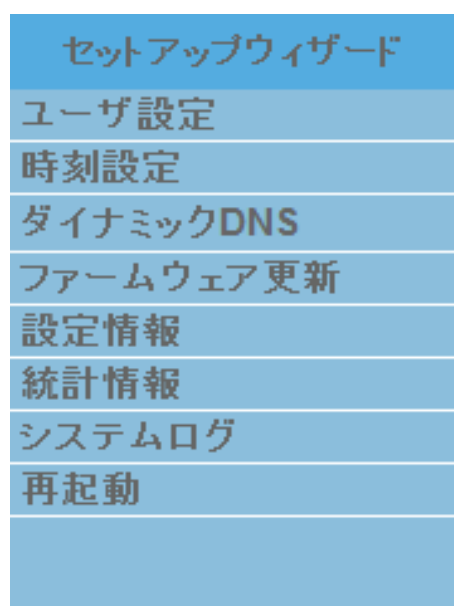 セットアップウィザード
ユーザ設定
時刻設定
ダイナミックDNS
ファームウェア更新
設定情報
統計情報
システムログ
再起動